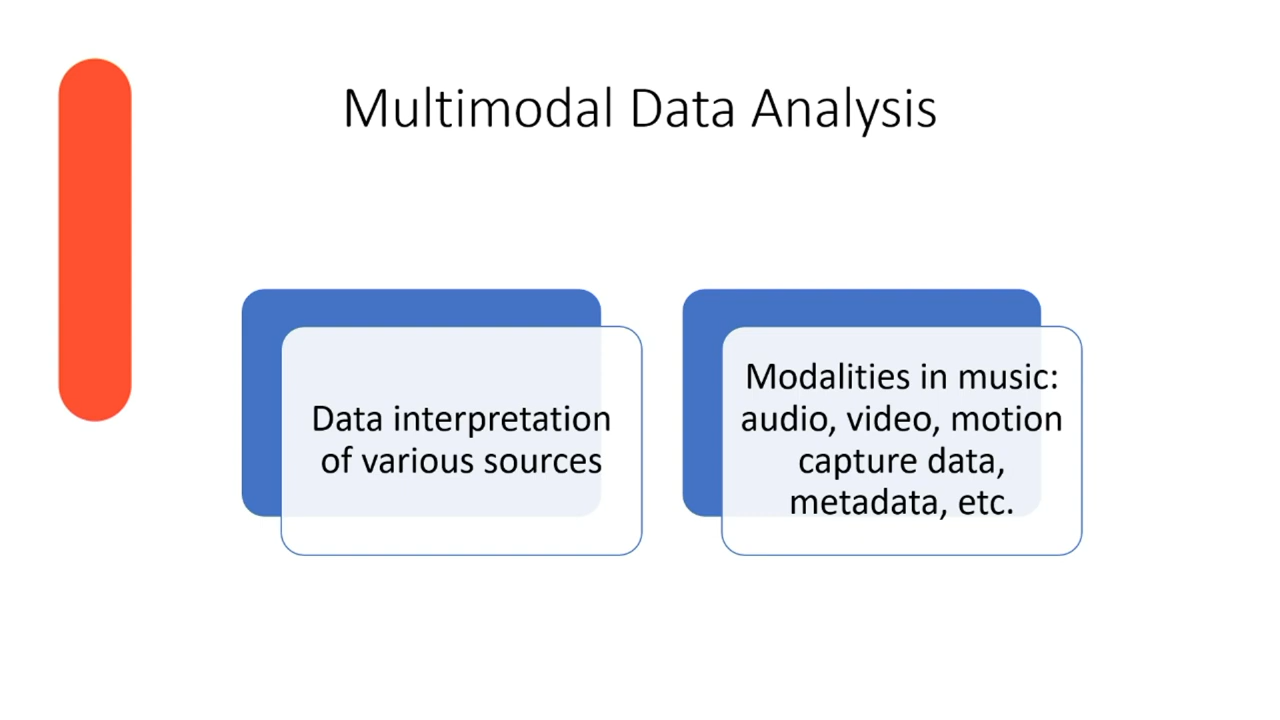 Multimodal Data Analysis
Data interpretation
of various sources
Modalities in music:
audio, video, motion
capture data,
metadata, etc.